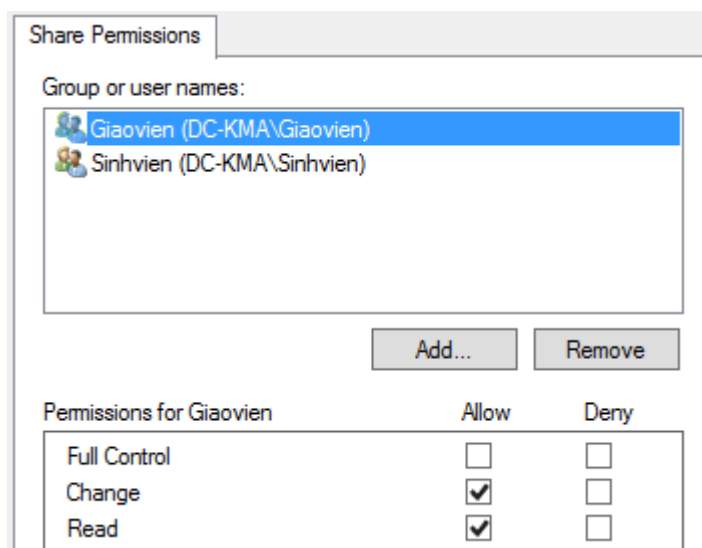 Share Permissions
Group or user names:
Giaovien (DC-KMA\Giaovien)
Sinhvien (DC-KMA\Sinhvien)
Add... Remove
Permissions for Giaovien Allow Deny
Full Control
Change
Read